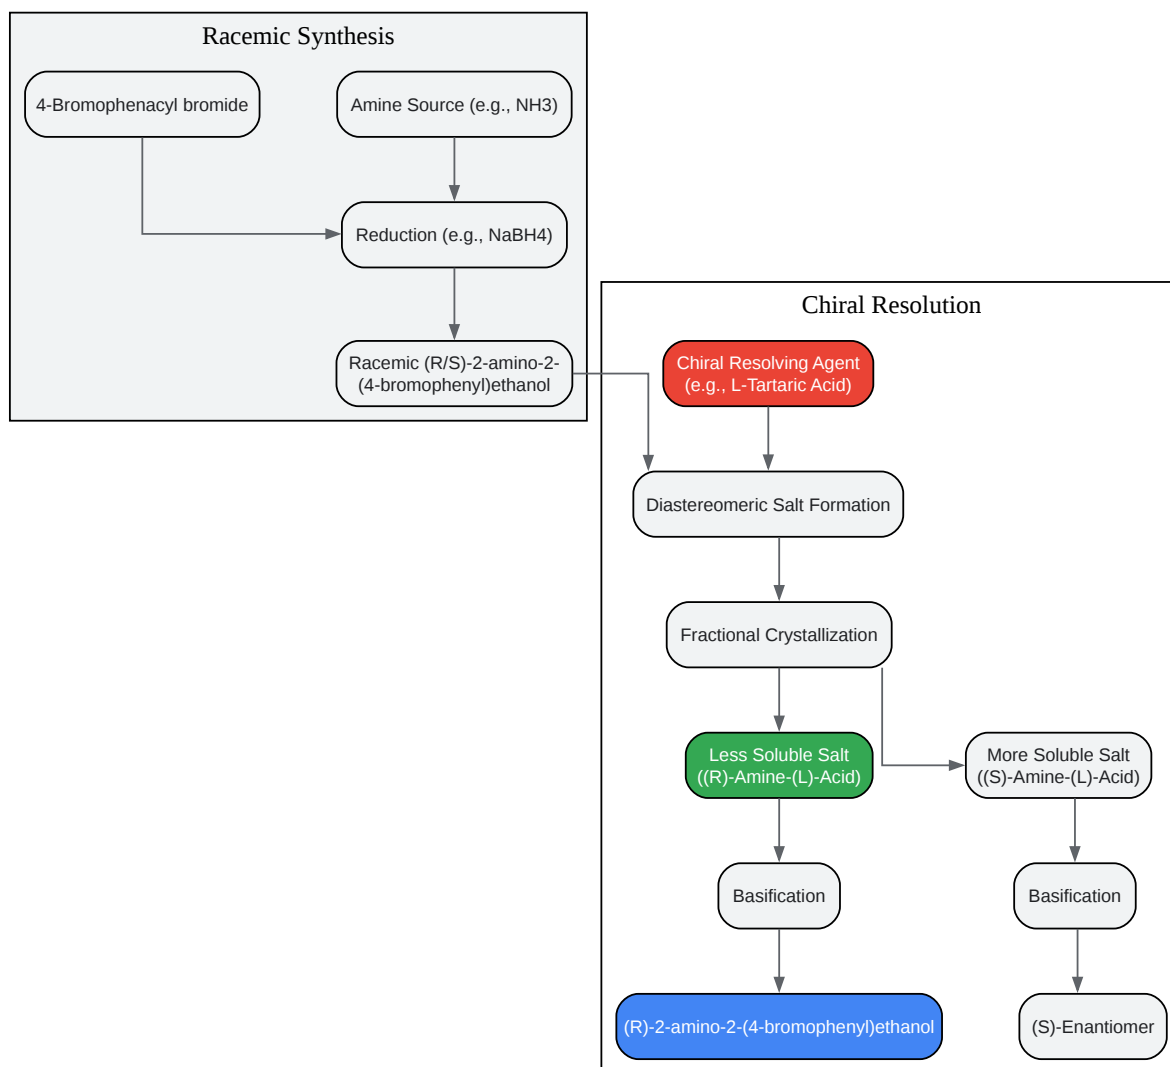 Racemic Synthesis
4-Bromophenacyl bromide
Amine Source (e.g., NH3)
Reduction (e.g., NaBH4)
Racemic (R/S)-2-amino-2-
(4-bromophenyl)ethanol
Chiral Resolution
Chiral Resolving Agent
(e.g., L-Tartaric Acid)
Diastereomeric Salt Formation
Fractional Crystallization
Less Soluble Salt
((R)-Amine-(L)-Acid)
More Soluble Salt
((S)-Amine-(L)-Acid)
Basification
Basification
(R)-2-amino-2-(4-bromophenyl)ethanol
(S)-Enantiomer